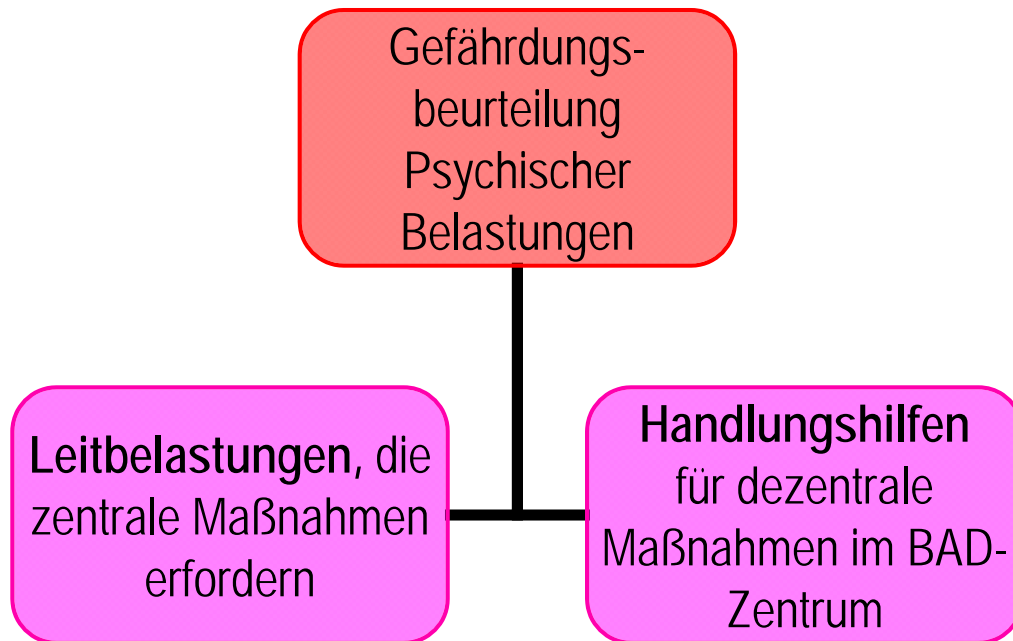 Gefährdungs-
beurteilung
Psychischer
Belastungen
Leitbelastungen, die
zentrale Maßnahmen
erfordern
Handlungshilfen
für dezentrale
Maßnahmen im BAD-
Zentrum